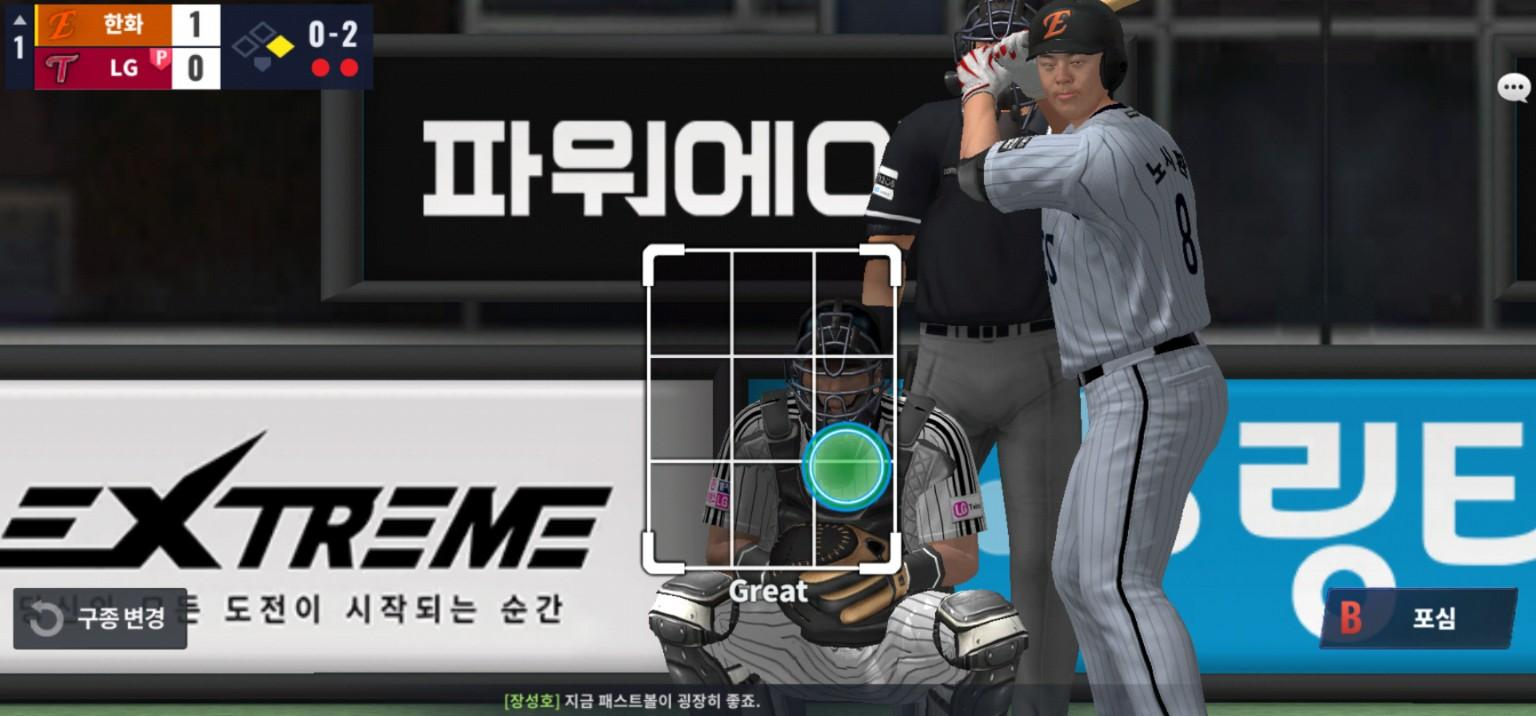 1
한화 1
LG P 0
0-2
파워에이
8
EXTREME
당신의 모든 도전이 시작되는 순간
Great
구종 변경
링티
B 포심
[장성호] 지금 패스트볼이 굉장히 좋죠.